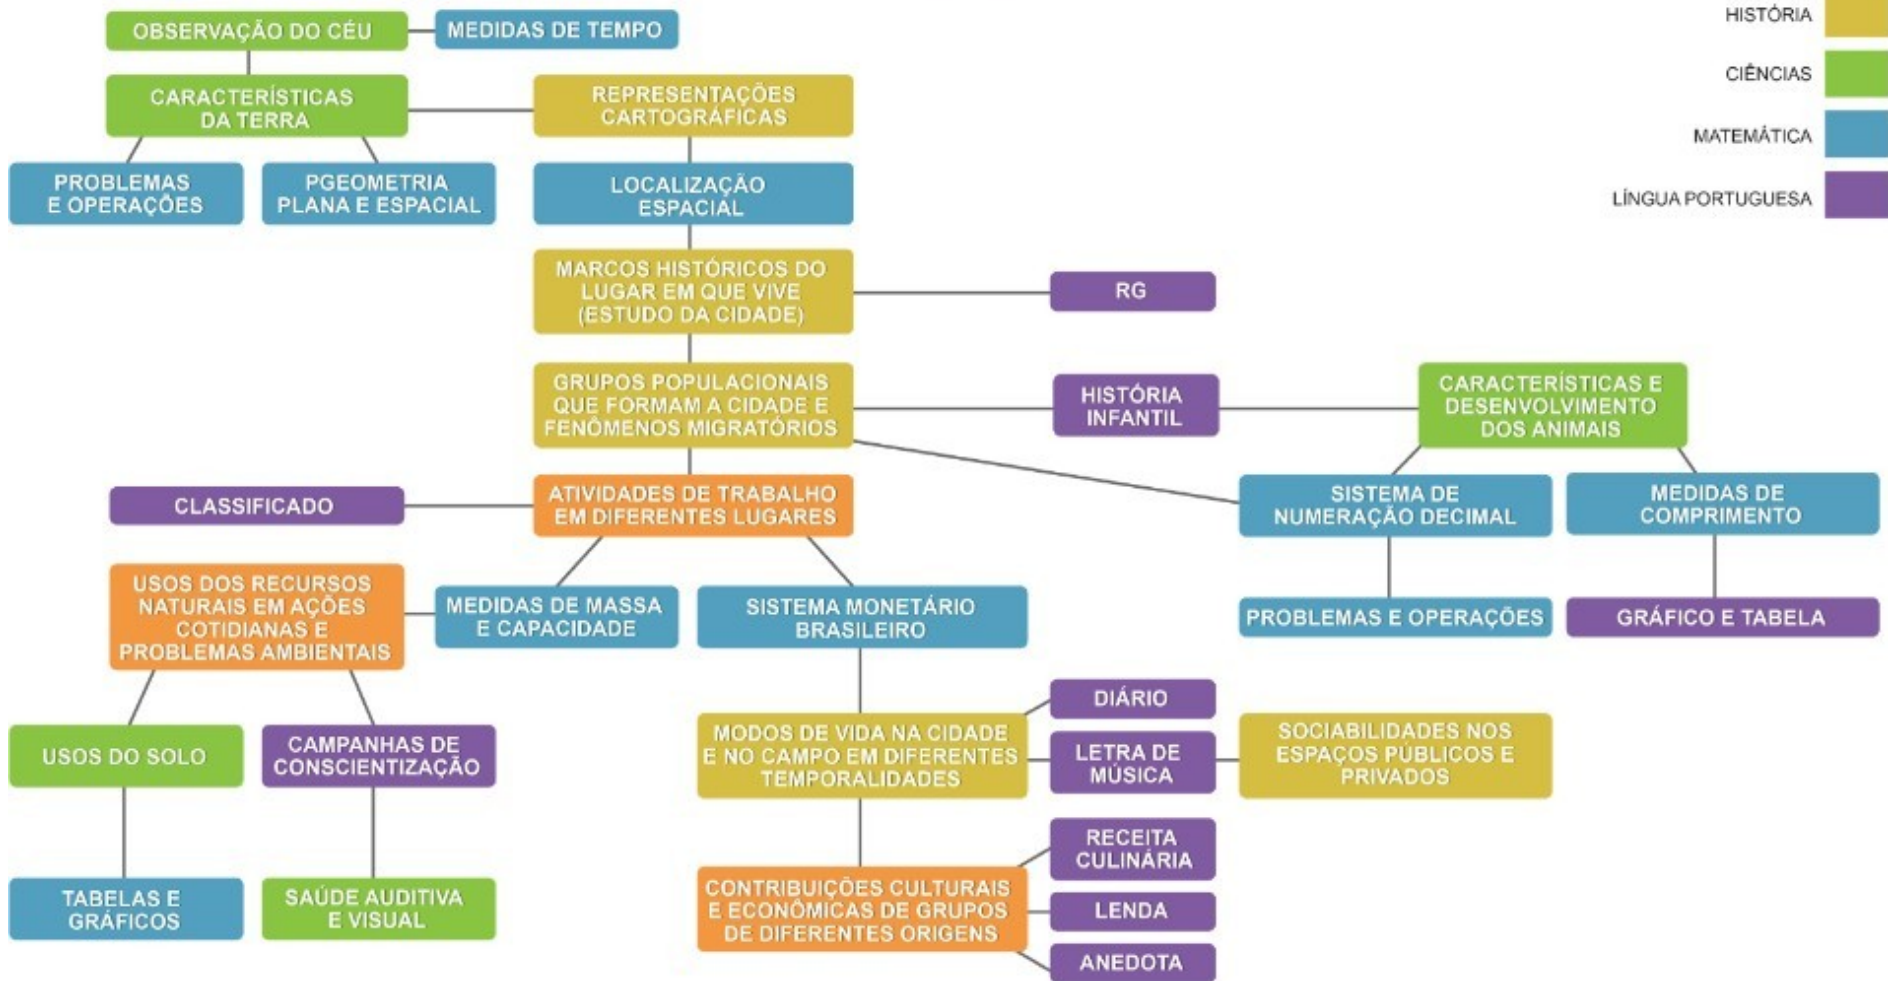 HISTÓRIA
CIÊNCIAS
MATEMÁTICA
LÍNGUA PORTUGUESA
OBSERVAÇÃO DO CÉU
MEDIDAS DE TEMPO
CARACTERÍSTICAS
DA TERRA
REPRESENTAÇÕES
CARTOGRÁFICAS
PROBLEMAS
E OPERAÇÕES
PGEOMETRIA
PLANA E ESPACIAL
LOCALIZAÇÃO
ESPACIAL
MARCOS HISTÓRICOS DO
LUGAR EM QUE VIVE
(ESTUDO DA CIDADE)
RG
GRUPOS POPULACIONAIS
QUE FORMAM A CIDADE E
FENÔMENOS MIGRATÓRIOS
HISTÓRIA
INFANTIL
CARACTERÍSTICAS E
DESENVOLVIMENTO
DOS ANIMAIS
CLASSIFICADO
ATIVIDADES DE TRABALHO
EM DIFERENTES LUGARES
SISTEMA DE
NUMERAÇÃO DECIMAL
MEDIDAS DE
COMPRIMENTO
USOS DOS RECURSOS
NATURAIS EM AÇÕES
COTIDIANAS E
PROBLEMAS AMBIENTAIS
MEDIDAS DE MASSA
E CAPACIDADE
SISTEMA MONETÁRIO
BRASILEIRO
PROBLEMAS E OPERAÇÕES
GRÁFICO E TABELA
USOS DO SOLO
CAMPANHAS DE
CONSCIENTIZAÇÃO
MODOS DE VIDA NA CIDADE
E NO CAMPO EM DIFERENTES
TEMPORALIDADES
DIÁRIO
LETRA DE
MÚSICA
SOCIABILIDADES NOS
ESPAÇOS PÚBLICOS E
PRIVADOS
TABELAS E
GRÁFICOS
SAÚDE AUDITIVA
E VISUAL
CONTRIBUIÇÕES CULTURAIS
E ECONÔMICAS DE GRUPOS
DE DIFERENTES ORIGENS
RECEITA
CULINÁRIA
LENDA
ANEDOTA